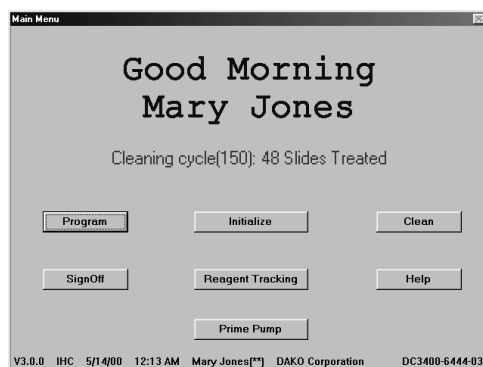 Main Menu
Good Morning
Mary Jones
Cleaning cycle(150): 48 Slides Treated
Program Initialize Clean
SignOff Reagent Tracking Help
Prime Pump
V3.0.0 IHC 5/14/00 12:13 AM Mary Jones(**) DAKO Corporation DC3400-6444-03